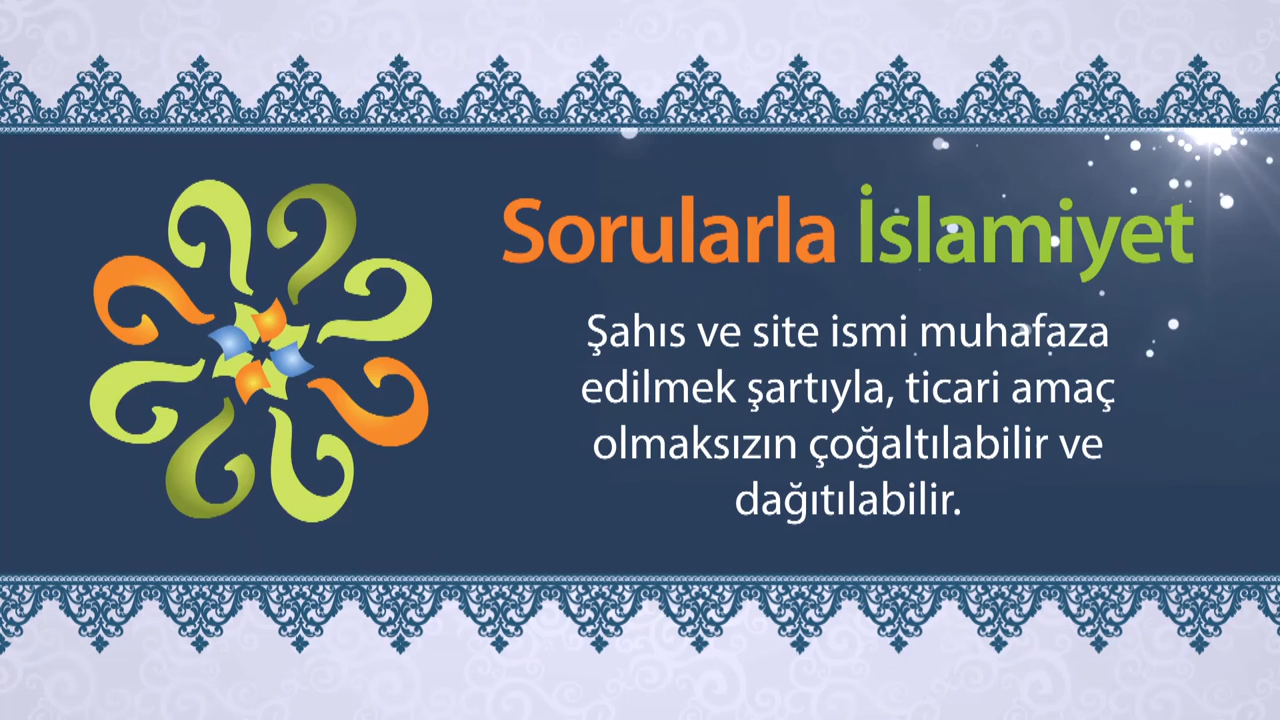 Sorularla İslamiyet
Şahıs ve site ismi muhafaza
edilmek şartıyla, ticari amaç
olmaksızın çoğaltılabilir ve
dağıtılabilir.